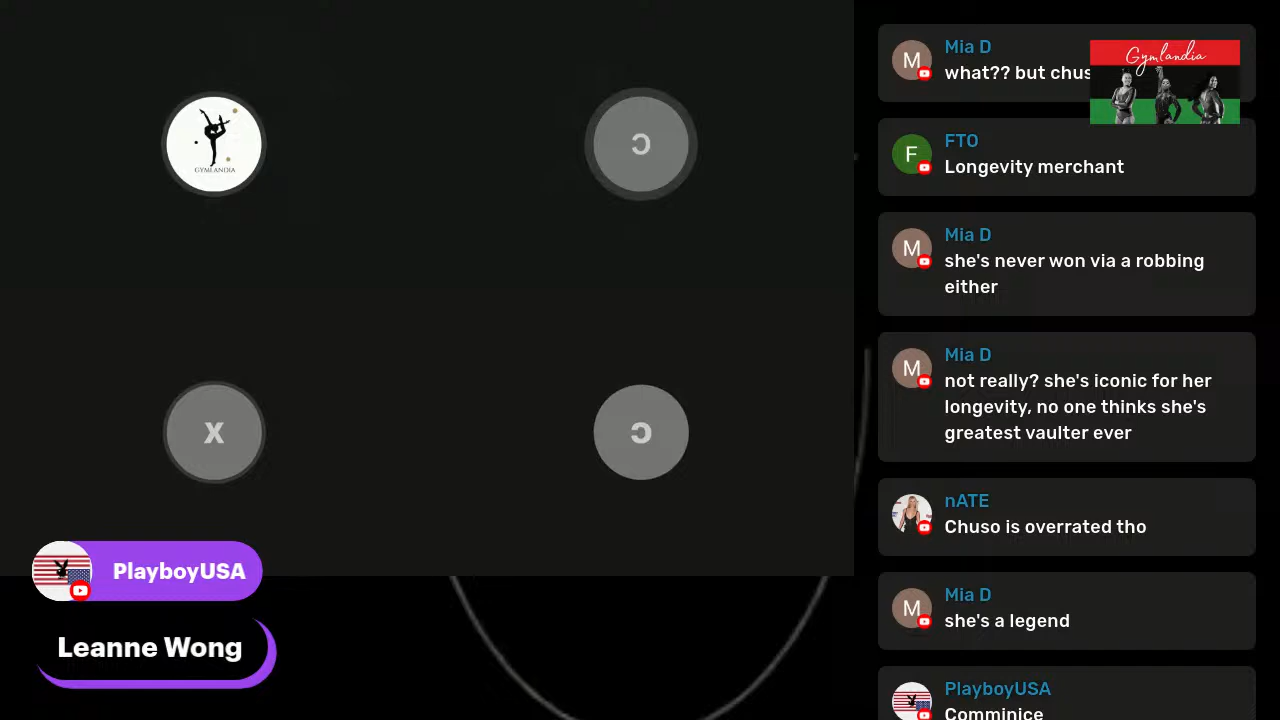 GYMLANDIA
ɔ
X
ɔ
PlayboyUSA
Leanne Wong
M
Mia D
what?? but chus
Gymlandia
F
FTO
Longevity merchant
M
Mia D
she's never won via a robbing
either
M
Mia D
not really? she's iconic for her
longevity, no one thinks she's
greatest vaulter ever
nATE
Chuso is overrated tho
M
Mia D
she's a legend
PlayboyUSA
Comminice